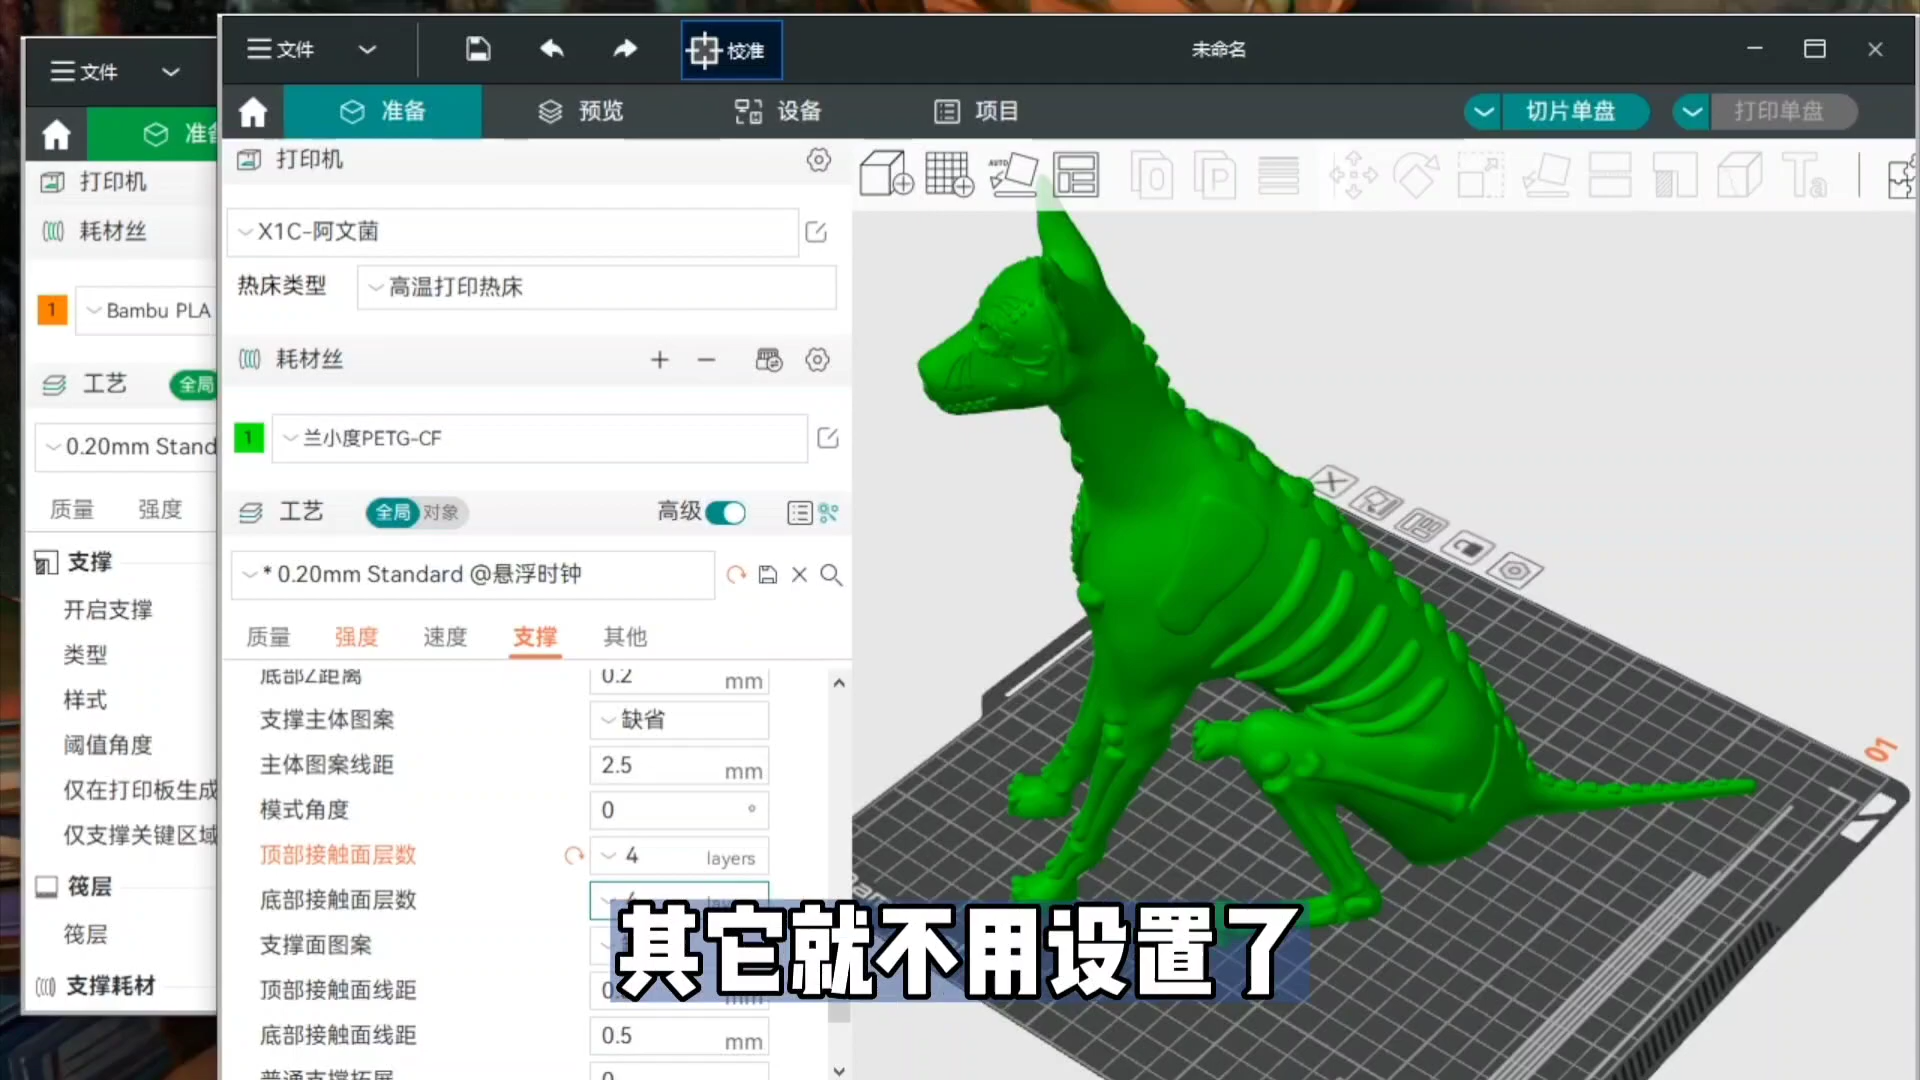 文件
准备
打印机
耗材丝
1
Bambu PLA
工艺
全局
0.20mm Stand
质量 强度
支撑
开启支撑
类型
样式
阈值角度
仅在打印板生成
仅支撑关键区域
筏层
筏层
支撑耗材
文件
校准
未命名
准备
预览
设备
项目
切片单盘
打印单盘
打印机
X1C-阿文菌
热床类型
高温打印热床
耗材丝
1
兰小度PETG-CF
工艺
全局 对象
高级
* 0.20mm Standard @悬浮时钟
质量 强度 速度 支撑 其他
底部Z距离 0.2 mm
支撑主体图案 缺省
主体图案线距 2.5 mm
模式角度 0 °
顶部接触面层数 4 layers
底部接触面层数
支撑面图案
顶部接触面线距
底部接触面线距 0.5 mm
普通支撑拓展 0
AUTO
01
其它就不用设置了